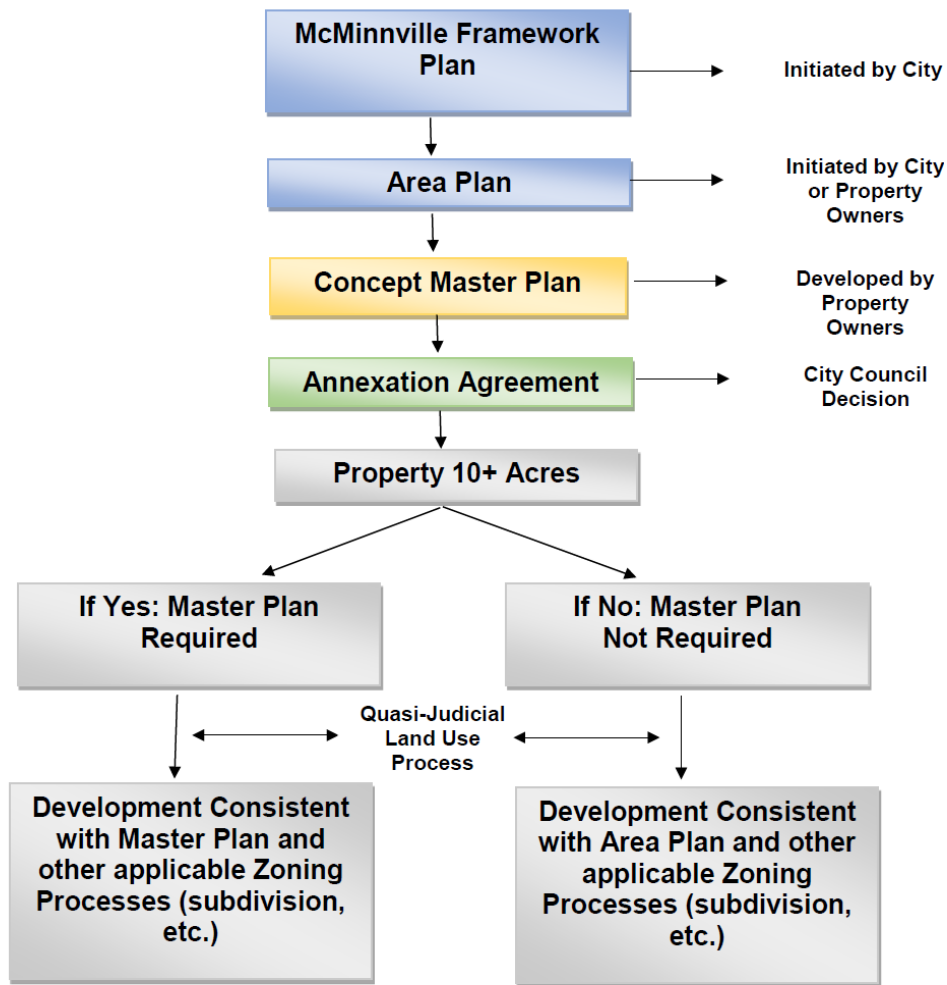 McMinnville Framework
Plan
Initiated by City
Area Plan
Initiated by City
or Property
Owners
Concept Master Plan
Developed by
Property
Owners
Annexation Agreement
City Council
Decision
Property 10+ Acres
If Yes: Master Plan
Required
If No: Master Plan
Not Required
Quasi-Judicial
Land Use
Process
Development Consistent
with Master Plan and
other applicable Zoning
Processes (subdivision,
etc.)
Development Consistent
with Area Plan and other
applicable Zoning
Processes (subdivision,
etc.)